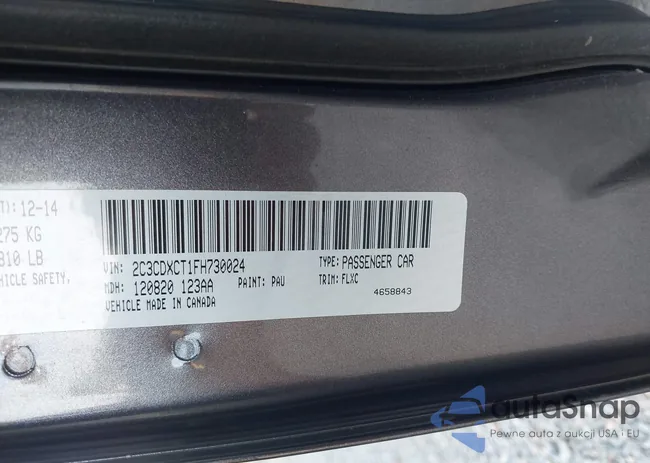 T): 12-14
275 KG
810 LB
HICLE SAFETY,
VIN: 2C3CDXCT1FH730024
TYPE: PASSENGER CAR
MDH: 120820 123AA
PAINT: PAU
TRIM: FLXC
VEHICLE MADE IN CANADA
4658843
autoSnap
Pewne auta z aukcji USA i EU